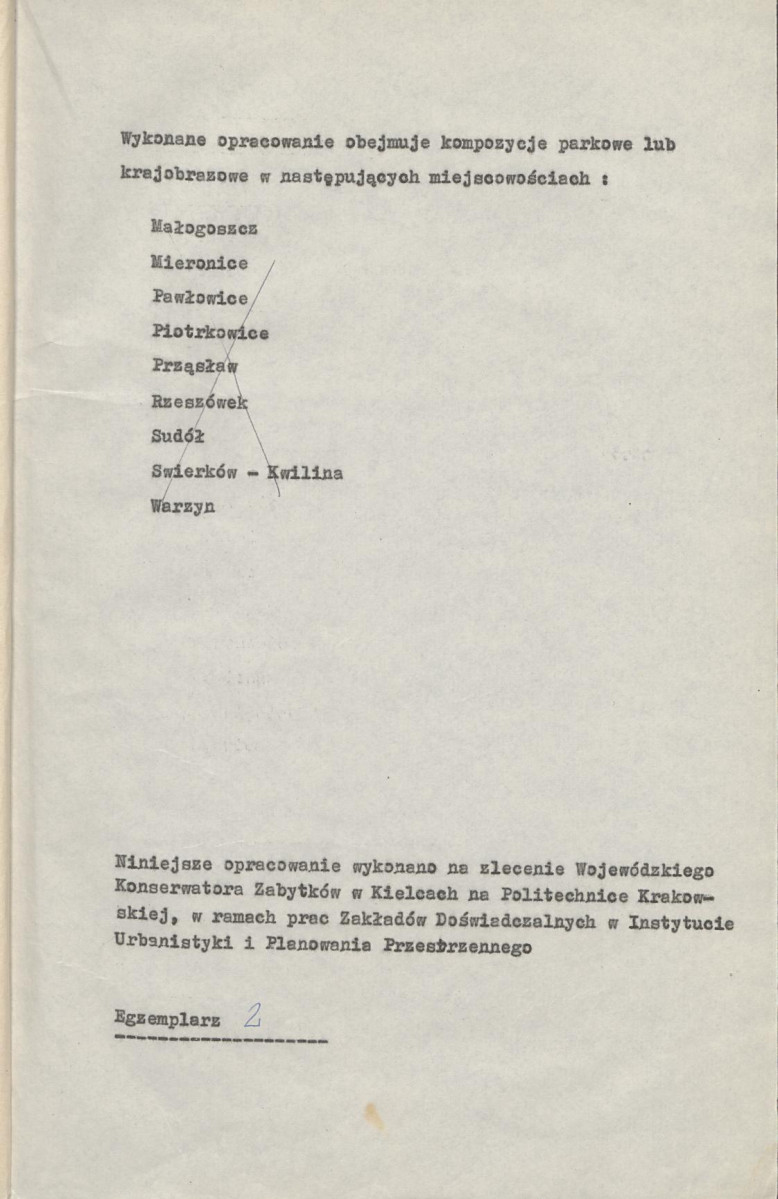 Wykonane opracowanie obejmuje kompozycje parkowe lub
krajobrazowe w następujących miejscowościach :
Małogoszcz
Mieronice
Pawłowice
Piotrkowice
Prząsław
Rzeszówek
Sudół
Swierków - Kwilina
Warzyn
Niniejsze opracowanie wykonano na zlecenie Wojewódzkiego
Konserwatora Zabytków w Kielcach na Politechnice Krakow-
skiej, w ramach prac Zakładów Doświadczalnych w Instytucie
Urbanistyki i Planowania Przestrzennego
Egzemplarz 2